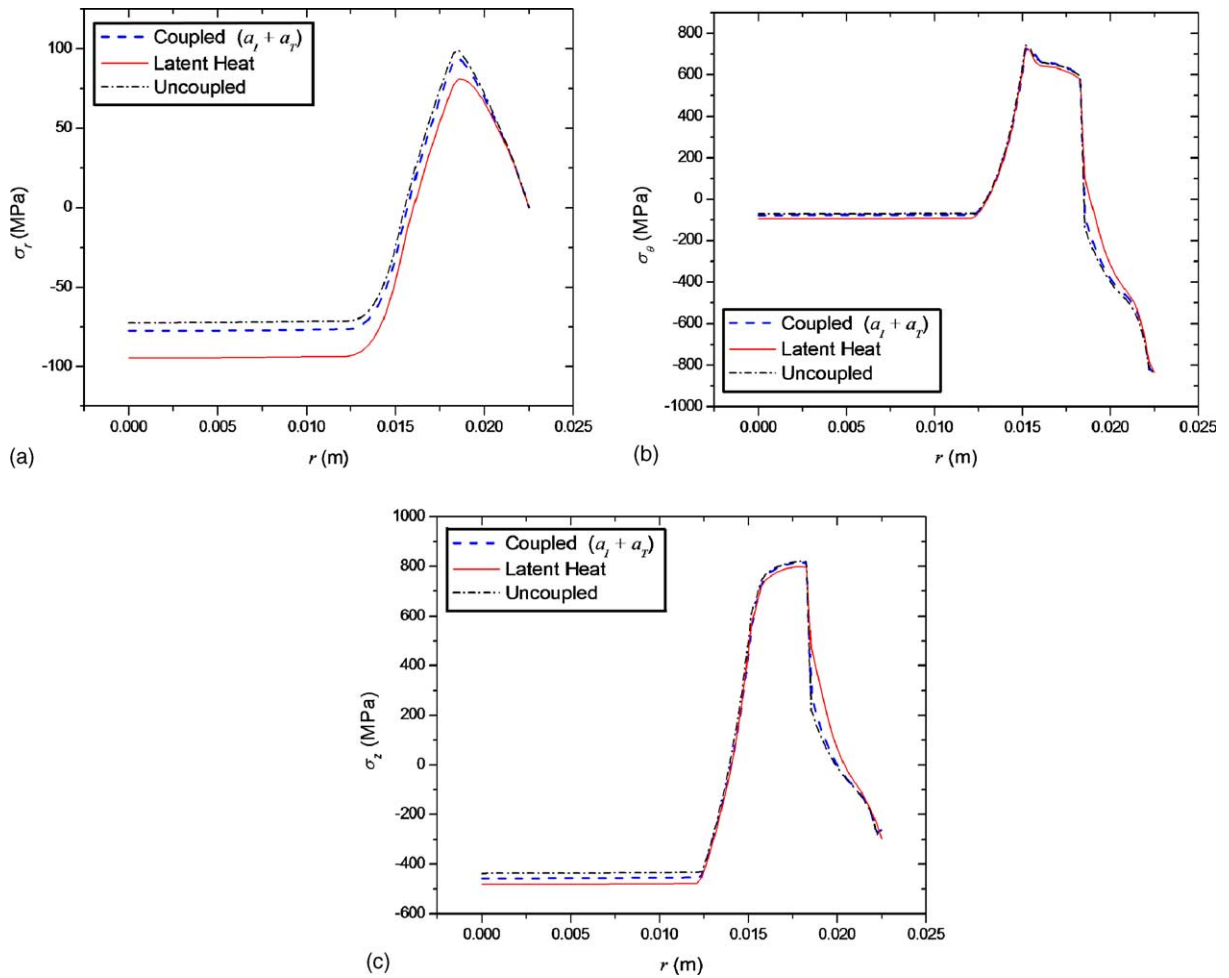 Coupled (a_I + a_T)
Latent Heat
Uncoupled
100
50
0
-50
-100
σ_r (MPa)
0.000 0.005 0.010 0.015 0.020 0.025
r (m)
(a)
800
600
400
200
0
-200
-400
-600
-800
-1000
σ_θ (MPa)
Coupled (a_I + a_T)
Latent Heat
Uncoupled
0.000 0.005 0.010 0.015 0.020 0.025
r (m)
(b)
1000
800
600
400
200
0
-200
-400
-600
σ_z (MPa)
Coupled (a_I + a_T)
Latent Heat
Uncoupled
0.000 0.005 0.010 0.015 0.020 0.025
r (m)
(c)